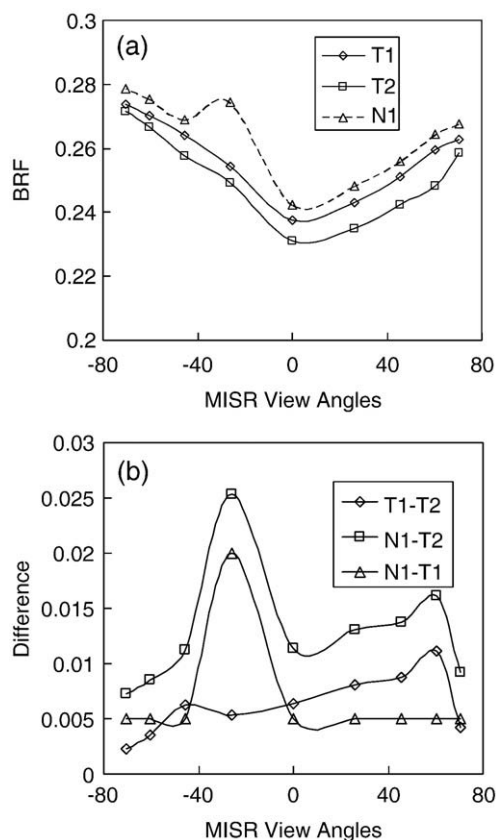 (a)
T1
T2
N1
BRF
0.3
0.28
0.26
0.24
0.22
0.2
-80
-40
0
40
80
MISR View Angles
(b)
T1-T2
N1-T2
N1-T1
Difference
0.03
0.025
0.02
0.015
0.01
0.005
0
-80
-40
0
40
80
MISR View Angles